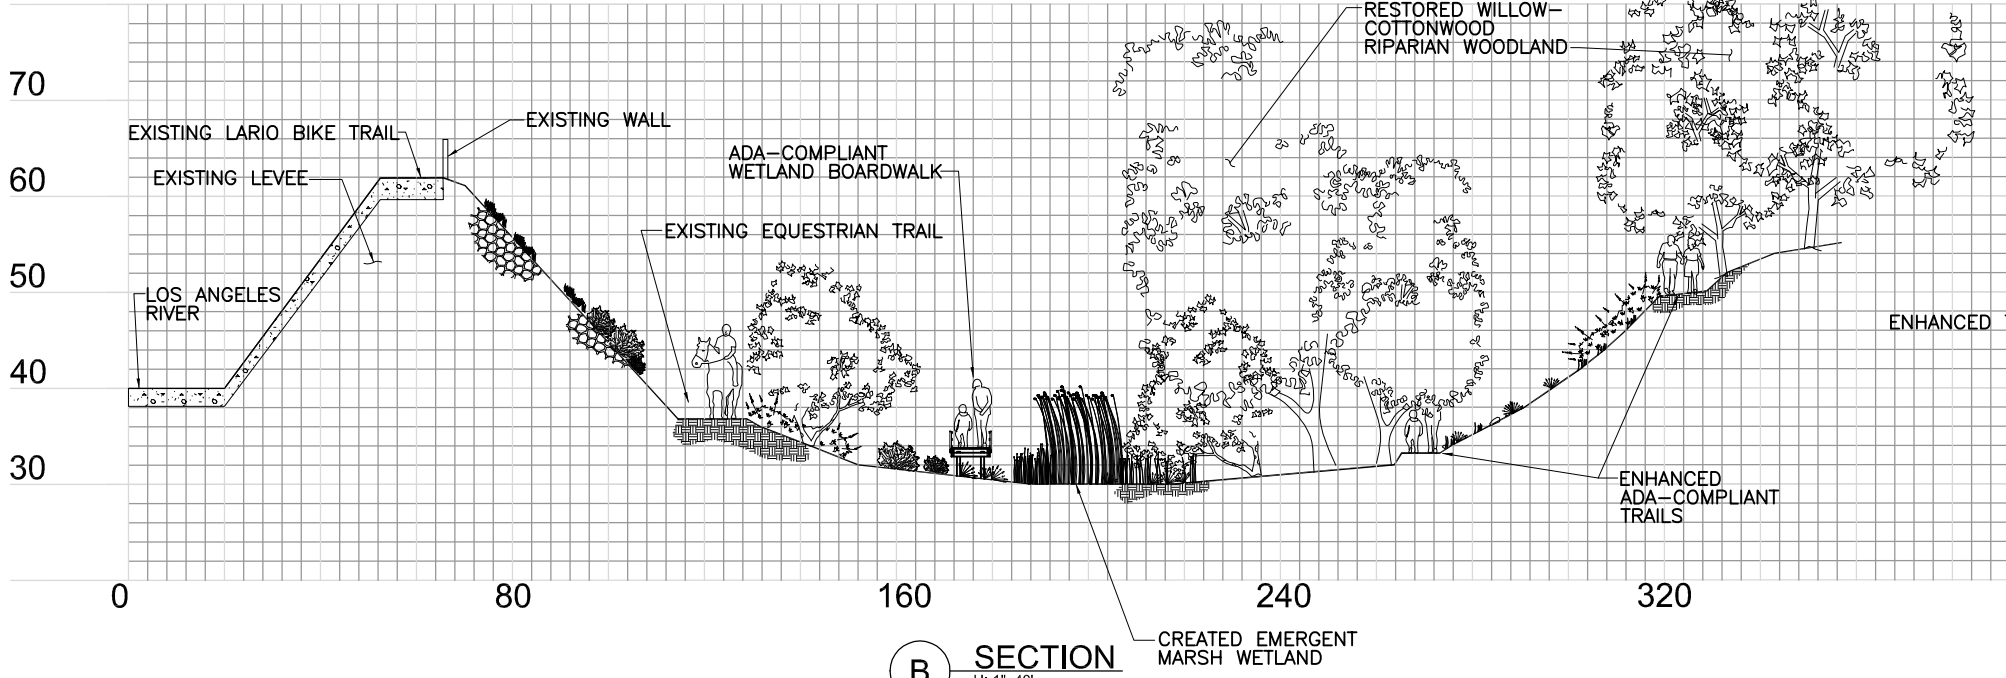 RESTORED WILLOW-
COTTONWOOD
RIPARIAN WOODLAND
70
EXISTING LARIO BIKE TRAIL
EXISTING WALL
ADA-COMPLIANT
WETLAND BOARDWALK
60
EXISTING LEVEE
EXISTING EQUESTRIAN TRAIL
50
LOS ANGELES
RIVER
ENHANCED
40
30
ENHANCED
ADA-COMPLIANT
TRAILS
0 80 160 240 320
CREATED EMERGENT
MARSH WETLAND
B SECTION